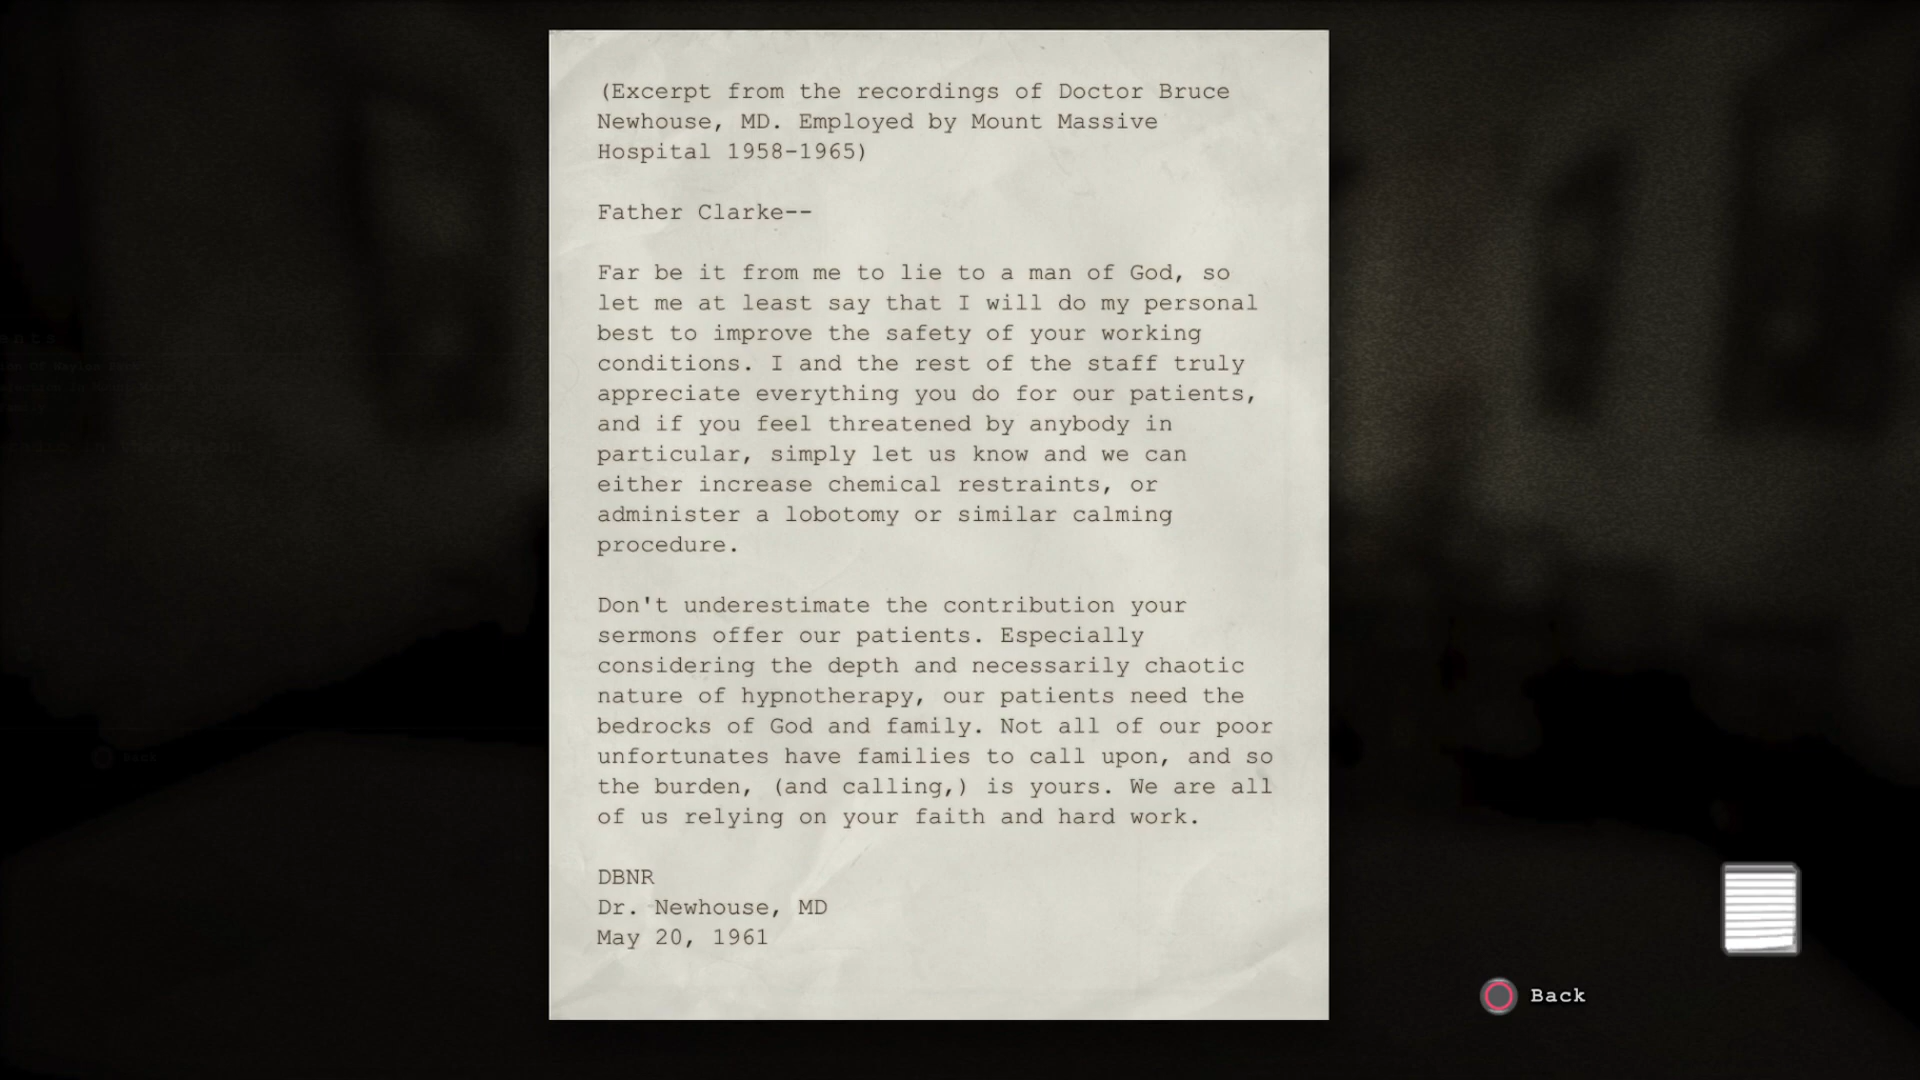 (Excerpt from the recordings of Doctor Bruce
Newhouse, MD. Employed by Mount Massive
Hospital 1958-1965)
Father Clarke--
Far be it from me to lie to a man of God, so
let me at least say that I will do my personal
best to improve the safety of your working
conditions. I and the rest of the staff truly
appreciate everything you do for our patients,
and if you feel threatened by anybody in
particular, simply let us know and we can
either increase chemical restraints, or
administer a lobotomy or similar calming
procedure.
Don't underestimate the contribution your
sermons offer our patients. Especially
considering the depth and necessarily chaotic
nature of hypnotherapy, our patients need the
bedrocks of God and family. Not all of our poor
unfortunates have families to call upon, and so
the burden, (and calling,) is yours. We are all
of us relying on your faith and hard work.
DBNR
Dr. Newhouse, MD
May 20, 1961
Back
Back